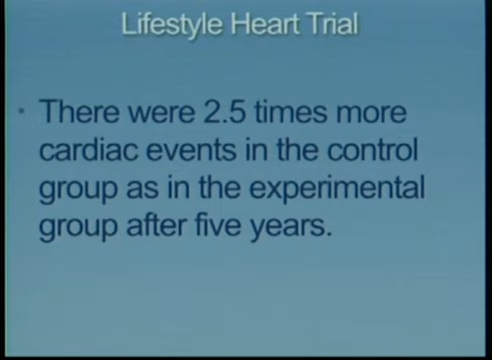 Lifestyle Heart Trial
• There were 2.5 times more
cardiac events in the control
group as in the experimental
group after five years.